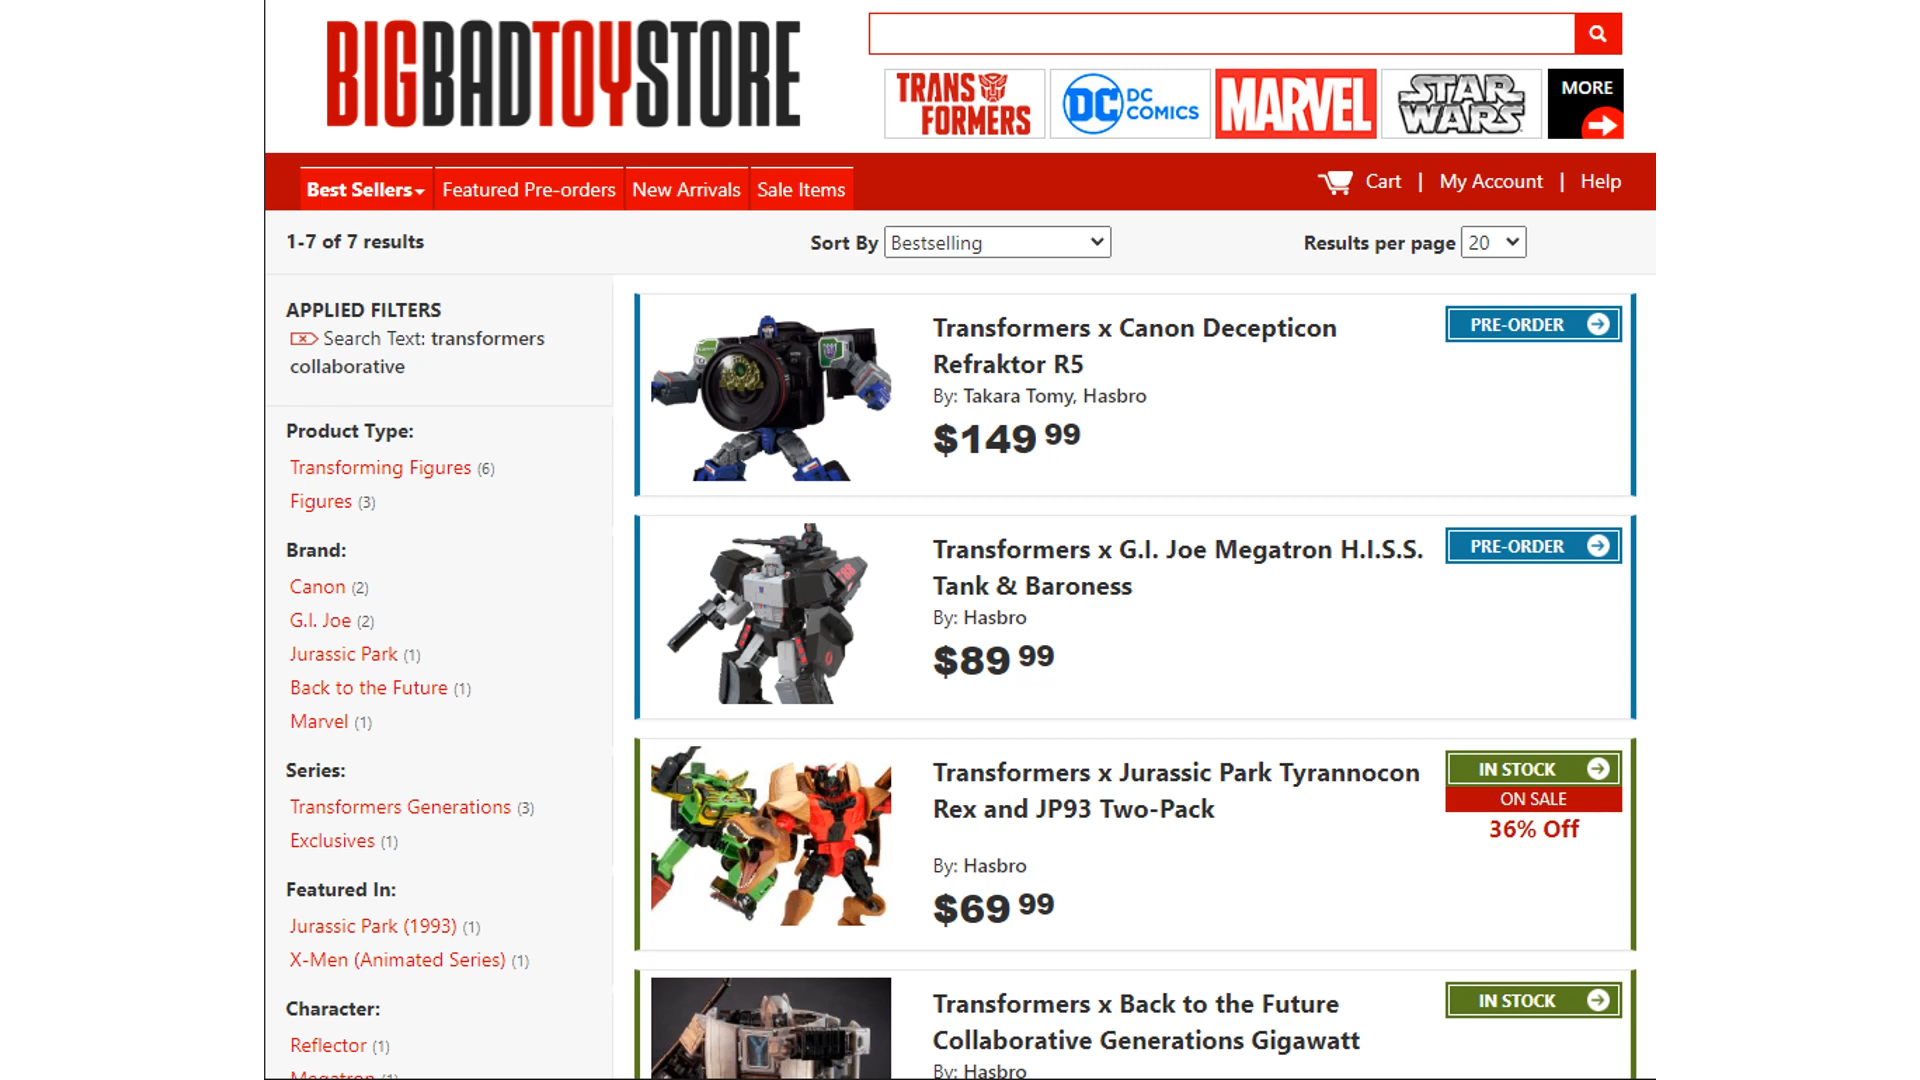 BIGBADTOYSTORE
TRANSFORMERS
DC
DC COMICS
MARVEL
STAR WARS
MORE
Best Sellers
Featured Pre-orders
New Arrivals
Sale Items
Cart | My Account | Help
1-7 of 7 results
Sort By Bestselling
Results per page 20
APPLIED FILTERS
Search Text: transformers
collaborative
Product Type:
Transforming Figures (6)
Figures (3)
Brand:
Canon (2)
G.I. Joe (2)
Jurassic Park (1)
Back to the Future (1)
Marvel (1)
Series:
Transformers Generations (3)
Exclusives (1)
Featured In:
Jurassic Park (1993) (1)
X-Men (Animated Series) (1)
Character:
Reflector (1)
Megatron (1)
Transformers x Canon Decepticon
Refraktor R5
By: Takara Tomy, Hasbro
$149 99
PRE-ORDER
Transformers x G.I. Joe Megatron H.I.S.S.
Tank & Baroness
By: Hasbro
$89 99
PRE-ORDER
Transformers x Jurassic Park Tyrannocon
Rex and JP93 Two-Pack
By: Hasbro
$69 99
IN STOCK
ON SALE
36% Off
Transformers x Back to the Future
Collaborative Generations Gigawatt
By: Hasbro
IN STOCK